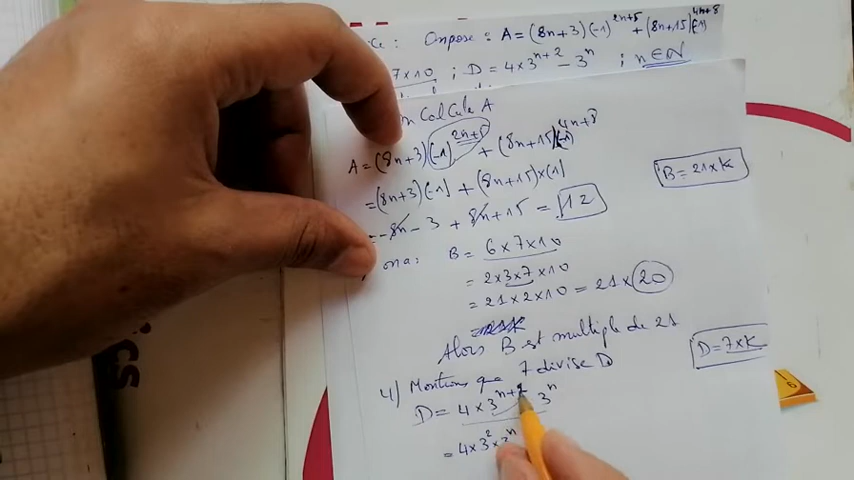 On pose : A = (8n+3)(-1)^{2n+5} + (8n+15)(-1)^{4n+8}
7×10 ; D = 4×3^{n+2} - 3^n ; n ∈ ℕ
Calcule A
A = (8n+3)(-1)^{2n+5} + (8n+15)(-1)^{4n+8}
= (8n+3)(-1) + (8n+15)×(1)
B = 21×K
= -8n - 3 + 8n + 15 = 12
on a : B = 6×7×10
= 2×3×7×10
= 21×2×10 = 21×20
Alors B est multiple de 21
4) Montrons que 7 divise D
D = 7×K
D = 4×3^{n+2} - 3^n
= 4×3^2×3^n